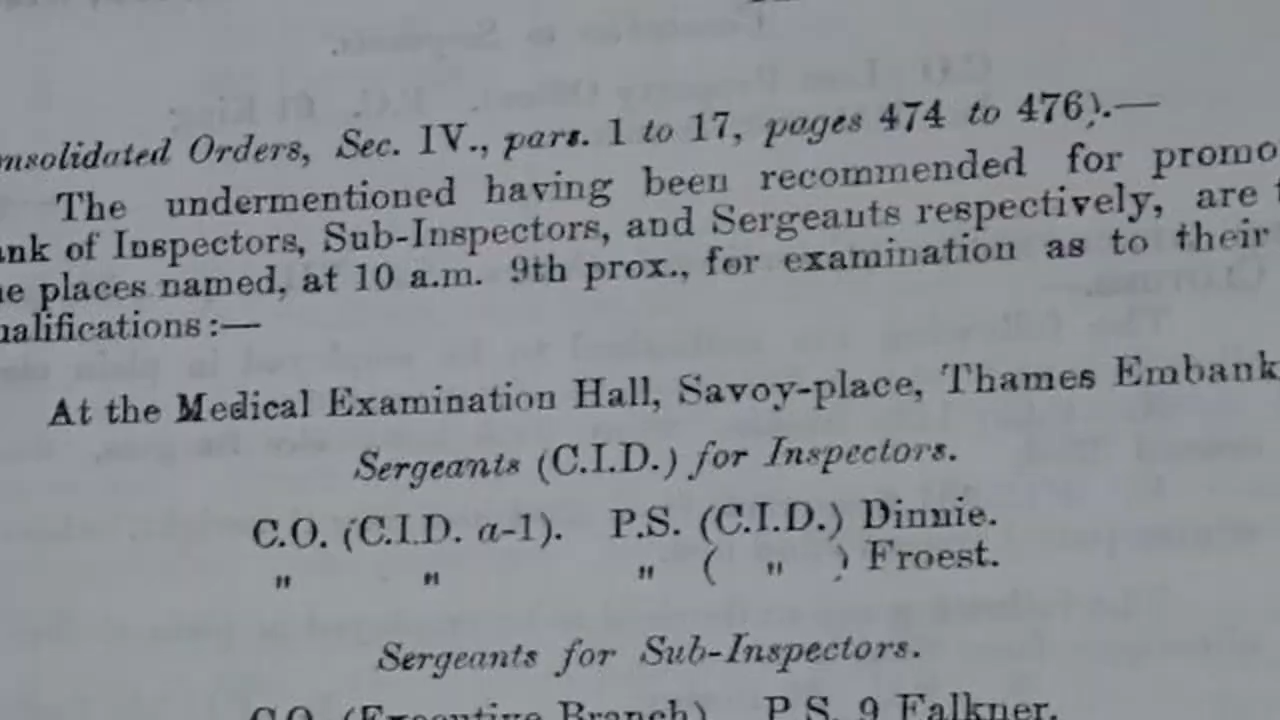 nsolidated Orders, Sec. IV., pars. 1 to 17, pages 474 to 476).—
The undermentioned having been recommended for promo
nk of Inspectors, Sub-Inspectors, and Sergeants respectively, are
e places named, at 10 a.m. 9th prox., for examination as to their
alifications:—
At the Medical Examination Hall, Savoy-place, Thames Embank
Sergeants (C.I.D.) for Inspectors.
C.O. (C.I.D. a-1). P.S. (C.I.D.) Dinnie.
" " " ( " ) Froest.
Sergeants for Sub-Inspectors.
C.O. (Executive Branch) P.S. 9 Falkner.